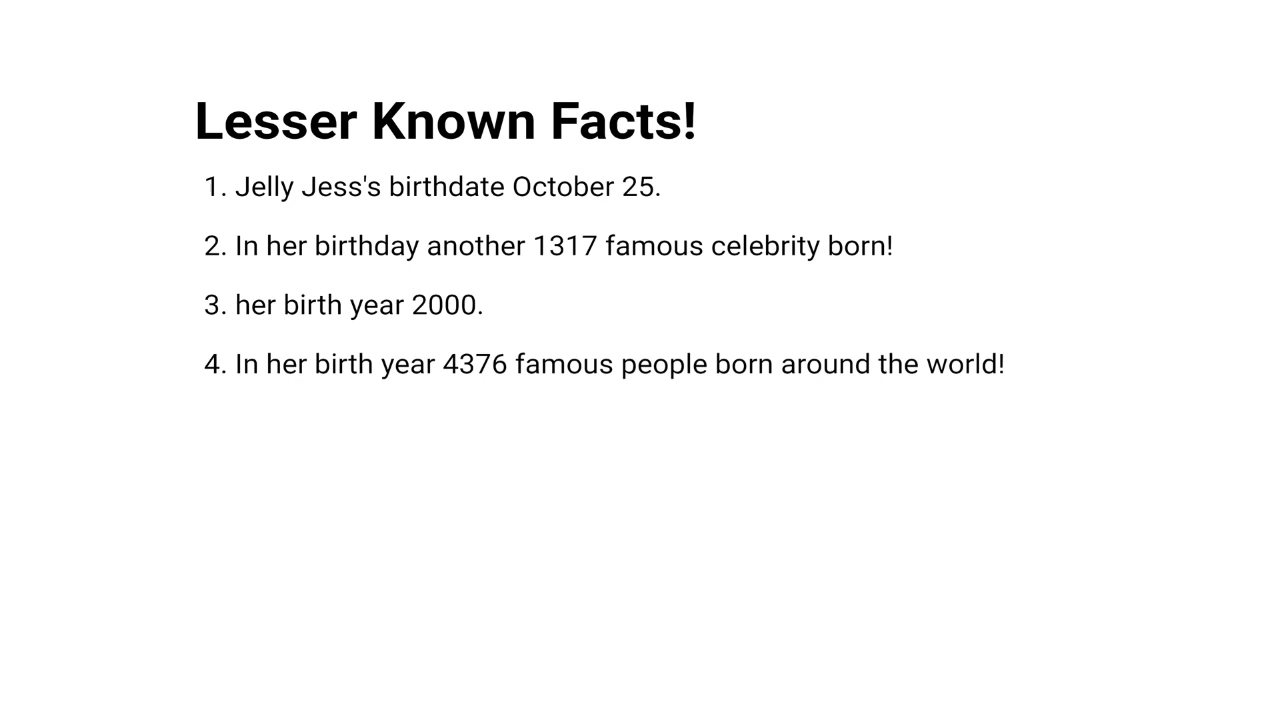 Lesser Known Facts!
1. Jelly Jess's birthdate October 25.
2. In her birthday another 1317 famous celebrity born!
3. her birth year 2000.
4. In her birth year 4376 famous people born around the world!